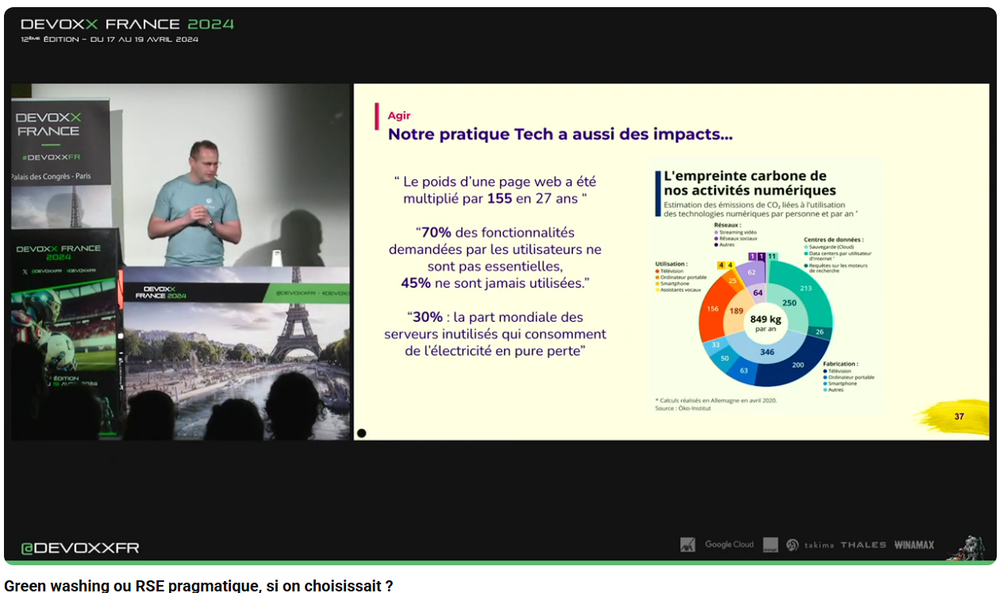 DEVOXX FRANCE 2024
12ÈME ÉDITION - DU 17 AU 19 AVRIL 2024
DEVOXX
FRANCE
#DEVOXXFR
Palais des Congrès - Paris
DEVOXX FRANCE
2024
@DEVOXXFR
DEVOXX
FRANCE 2024
@DEVOXXFR
ÉDITION
AVRIL 2024
Agir
Notre pratique Tech a aussi des impacts...
“ Le poids d’une page web a été
multiplié par 155 en 27 ans “
“70% des fonctionnalités
demandées par les utilisateurs ne
sont pas essentielles,
45% ne sont jamais utilisées.”
“30% : la part mondiale des
serveurs inutilisés qui consomment
de l’électricité en pure perte”
L'empreinte carbone de
nos activités numériques
Estimation des émissions de CO₂ liées à l'utilisation
des technologies numériques par personne et par an *
Réseaux :
Streaming vidéo
Réseaux sociaux
Autres
Centres de données :
Sauvegarde (Cloud)
Data centers par utilisateur
d'internet *
Requêtes sur les moteurs
de recherche
Utilisation :
Télévision
Ordinateur portable
Smartphone
Assistants vocaux
4 4 1 1 11
25 62 213
64
156 189 250
849 kg
par an
26
33 346
50 63 200
Fabrication :
Télévision
Ordinateur portable
Smartphone
Autres
* Calculs réalisés en Allemagne en avril 2020.
Source : Öko-Institut
37
@DEVOXXFR
AXA
Google Cloud
orange
takima
THALES
WINAMAX
Green washing ou RSE pragmatique, si on choisissait ?